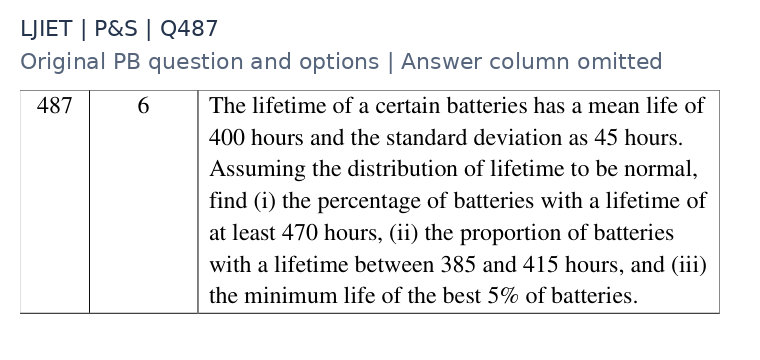 LJIET | P&S | Q487
Original PB question and options | Answer column omitted
487 6 The lifetime of a certain batteries has a mean life of
400 hours and the standard deviation as 45 hours.
Assuming the distribution of lifetime to be normal,
find (i) the percentage of batteries with a lifetime of
at least 470 hours, (ii) the proportion of batteries
with a lifetime between 385 and 415 hours, and (iii)
the minimum life of the best 5% of batteries.